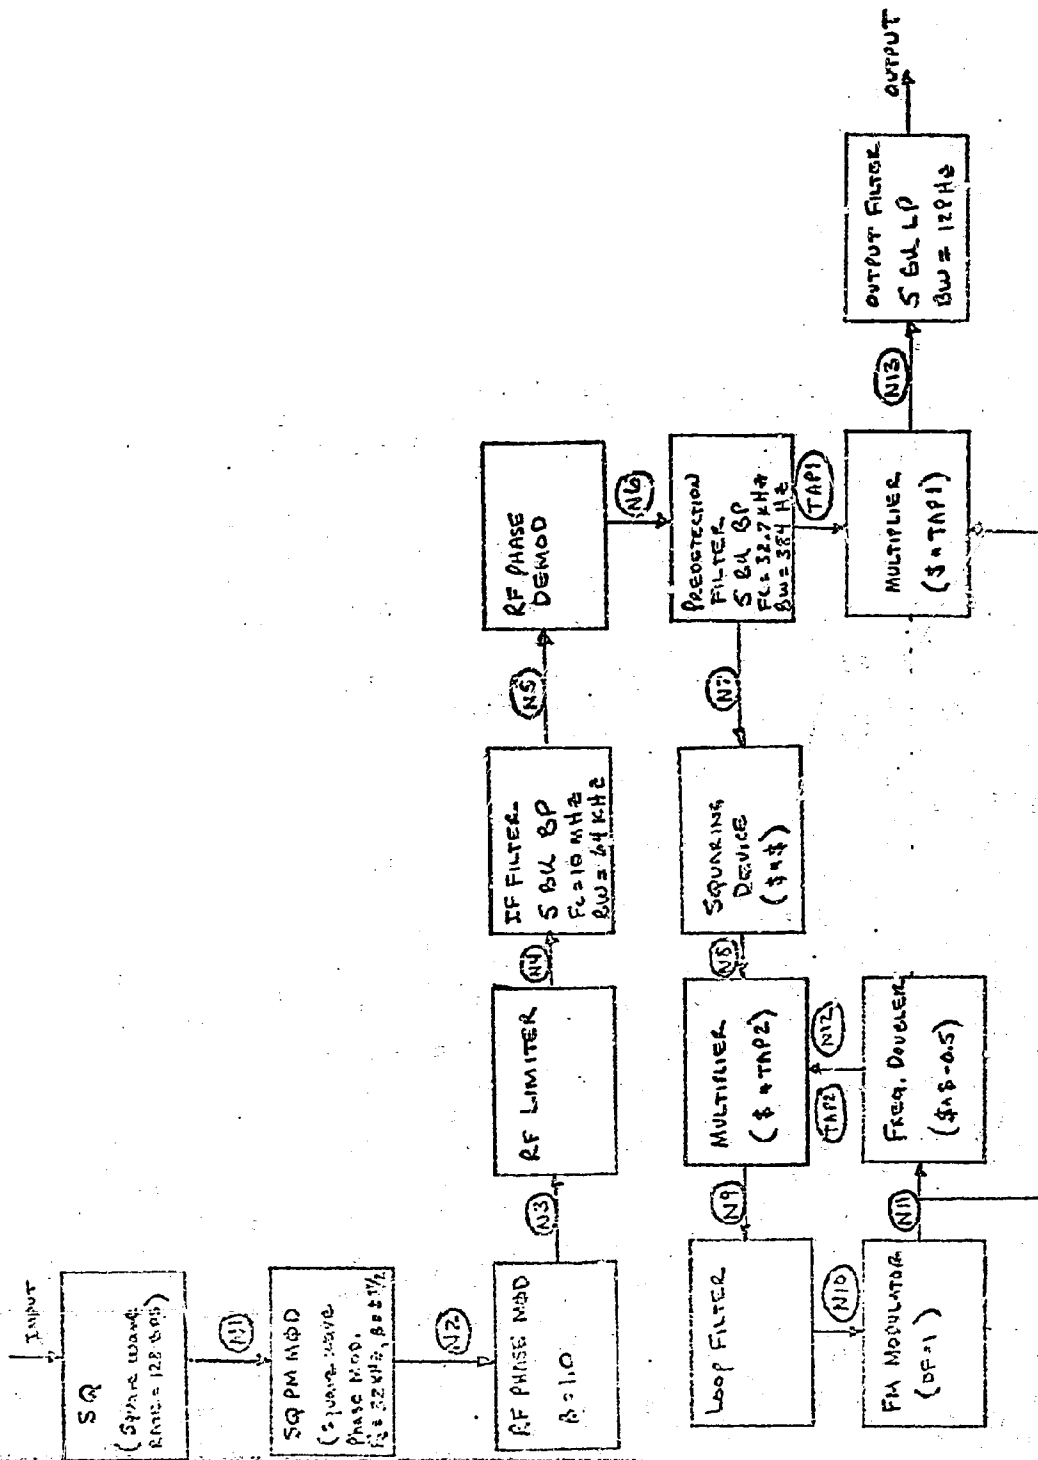 INPUT
SQ
(Square wave
RATE = 128 BPS)
N1
SQPM MOD
(Square wave
Phase MOD.
β = ± π/2
N2
RF PHASE MOD
β = 1.0
N3
RF LIMITER
N4
IF FILTER
5 BU BP
Fc = 10 MHz
BW = 64 KHz
N5
RF PHASE
DEMOD
N6
PREDETECTION
FILTER
5 BU BP
Fc = 32.7 KHz
BW = 384 Hz
TAP1
N7
SQUARING
DEVICE
($*$)
N8
MULTIPLIER
($*TAP2)
N9
LOOP FILTER
N10
FM MODULATOR
(DF=1)
N11
FREQ. DOUBLER
($*$-0.5)
TAP2
N12
MULTIPLIER
($*TAP1)
N13
OUTPUT FILTER
5 BU LP
BW = 128 Hz
OUTPUT